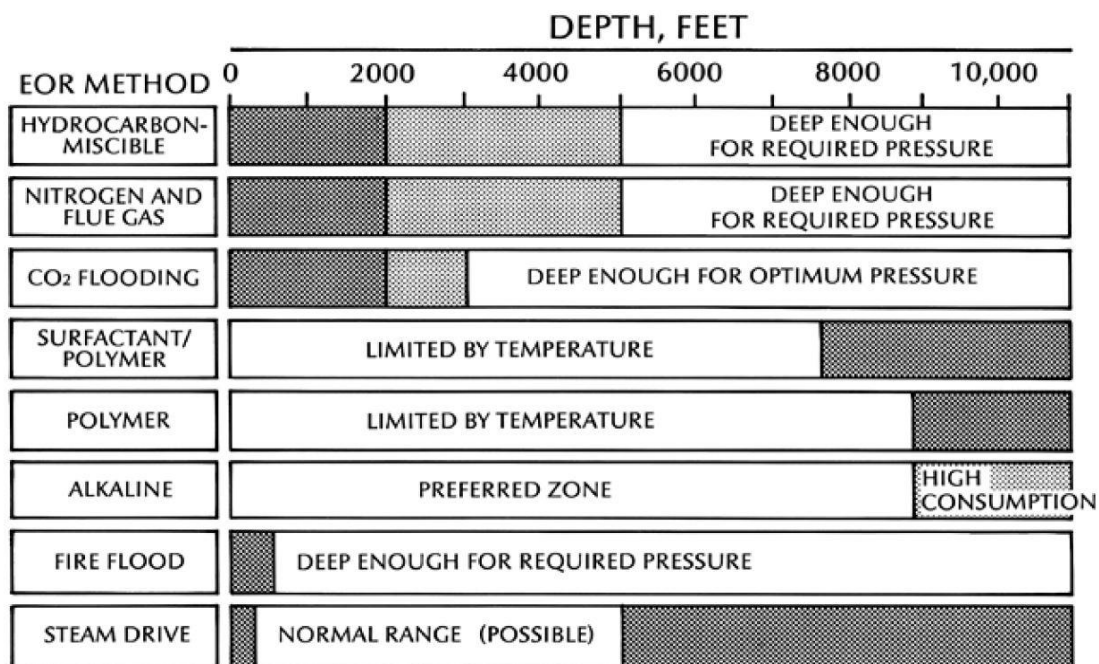 DEPTH, FEET
EOR METHOD
0 2000 4000 6000 8000 10,000
HYDROCARBON-
MISCIBLE
DEEP ENOUGH
FOR REQUIRED PRESSURE
NITROGEN AND
FLUE GAS
DEEP ENOUGH
FOR REQUIRED PRESSURE
CO2 FLOODING
DEEP ENOUGH FOR OPTIMUM PRESSURE
SURFACTANT/
POLYMER
LIMITED BY TEMPERATURE
POLYMER
LIMITED BY TEMPERATURE
ALKALINE
PREFERRED ZONE
HIGH
CONSUMPTION
FIRE FLOOD
DEEP ENOUGH FOR REQUIRED PRESSURE
STEAM DRIVE
NORMAL RANGE (POSSIBLE)